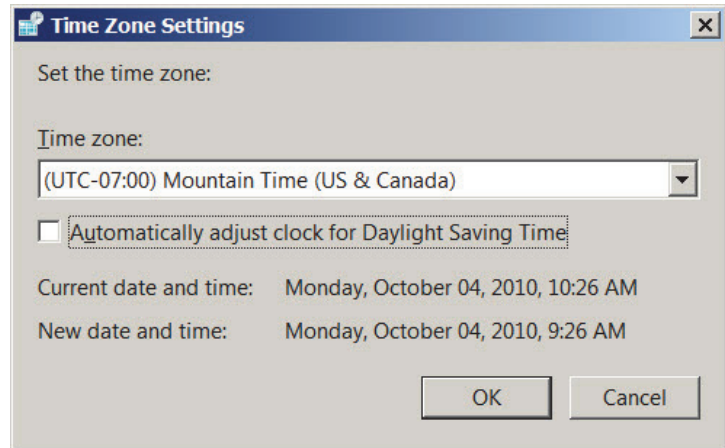 Time Zone Settings
Set the time zone:
Time zone:
(UTC-07:00) Mountain Time (US & Canada)
Automatically adjust clock for Daylight Saving Time
Current date and time: Monday, October 04, 2010, 10:26 AM
New date and time: Monday, October 04, 2010, 9:26 AM
OK Cancel